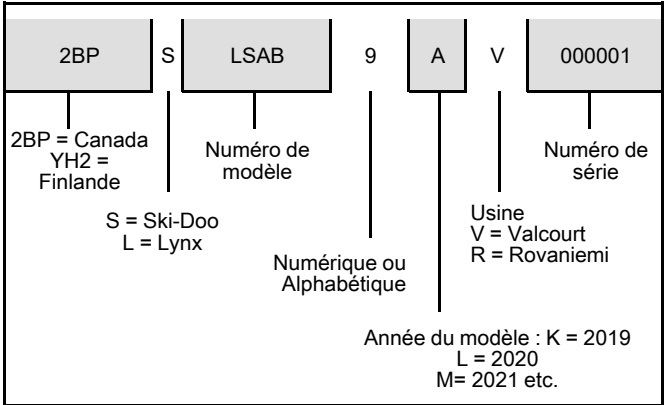 2BP S LSAB 9 A V 000001
2BP = Canada
YH2 =
Finlande
Numéro de
modèle
Numéro de
série
S = Ski-Doo
L = Lynx
Usine
V = Valcourt
R = Rovaniemi
Numérique ou
Alphabétique
Année du modèle : K = 2019
L = 2020
M= 2021 etc.